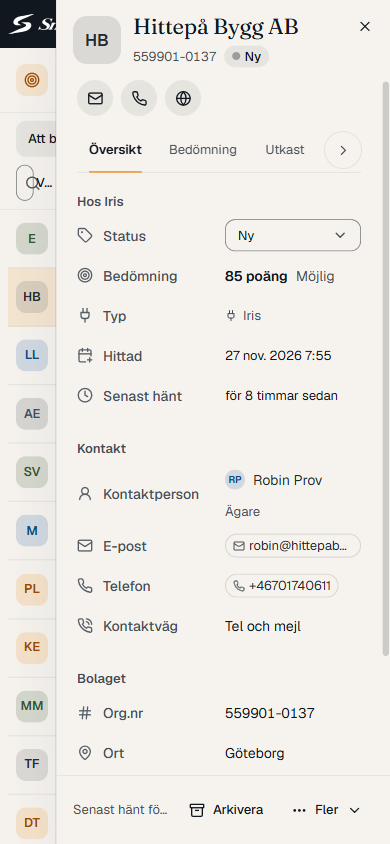 HB
Hittepå Bygg AB
559901-0137
Ny
Översikt
Bedömning
Utkast
Att b
V...
Hos Iris
Status
Ny
E
Bedömning
85 poäng Möjlig
HB
Typ
Iris
Hittad
27 nov. 2026 7:55
LL
Senast hänt
för 8 timmar sedan
AE
Kontakt
SV
Kontaktperson
RP
Robin Prov
Ägare
M
E-post
robin@hittepab...
PL
Telefon
+46701740611
Kontaktväg
Tel och mejl
KE
Bolaget
MM
Org.nr
559901-0137
Ort
Göteborg
TF
DT
Senast hänt fö...
Arkivera
Fler